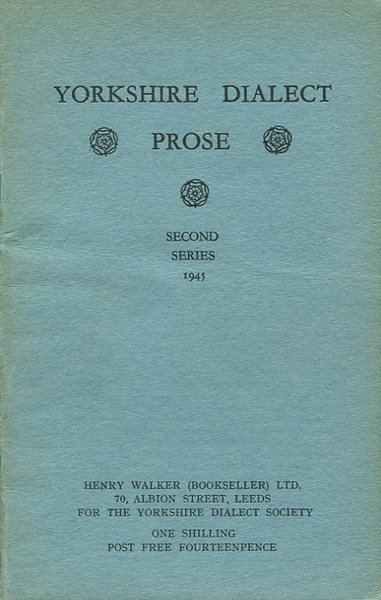 YORKSHIRE DIALECT
PROSE
SECOND
SERIES
1945
HENRY WALKER (BOOKSELLER) LTD.
70, ALBION STREET, LEEDS
FOR THE YORKSHIRE DIALECT SOCIETY
ONE SHILLING
POST FREE FOURTEENPENCE